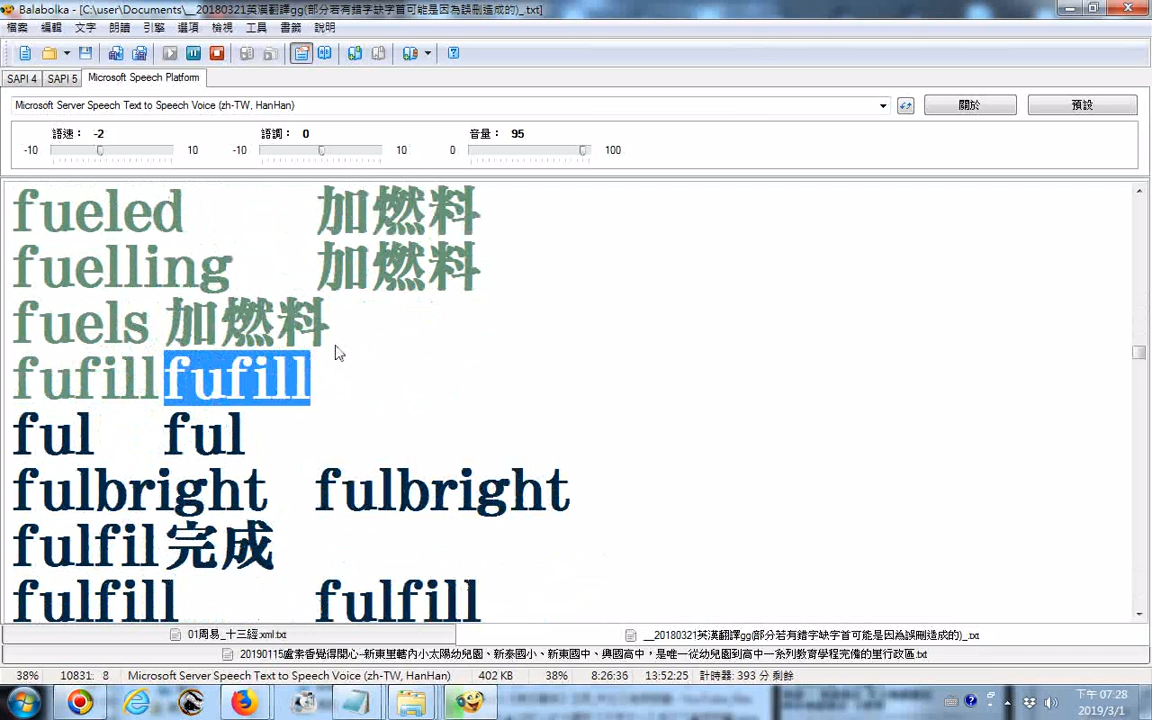 Balabolka - [C:\user\Documents\__20180321英漢翻譯gg(部分若有錯字缺字首可能是因為誤刪造成的)_.txt]
檔案 編輯 文字 朗讀 引擎 選項 檢視 工具 書籤 說明
SAPI 4 SAPI 5 Microsoft Speech Platform
Microsoft Server Speech Text to Speech Voice (zh-TW, HanHan) 關於 預設
語速： -2 語調： 0 音量： 95
-10 10 -10 10 0 100
fueled 加燃料
fuelling 加燃料
fuels 加燃料
fufill fufill
ful ful
fulbright fulbright
fulfil 完成
fulfill fulfill
01周易_十三經.xml.txt __20180321英漢翻譯gg(部分若有錯字缺字首可能是因為誤刪造成的)_.txt
20190115盧素香覺得開心-新東里轄內小太陽幼兒園、新泰國小、新東國中、興國高中，是唯一從幼兒園到高中一系列教育學程完備的里行政區.txt
38% 10831: 8 Microsoft Server Speech Text to Speech Voice (zh-TW, HanHan) 402 KB 38% 8:26:36 13:52:25 計時器: 393 分 剩餘
下午 07:28
2019/3/1